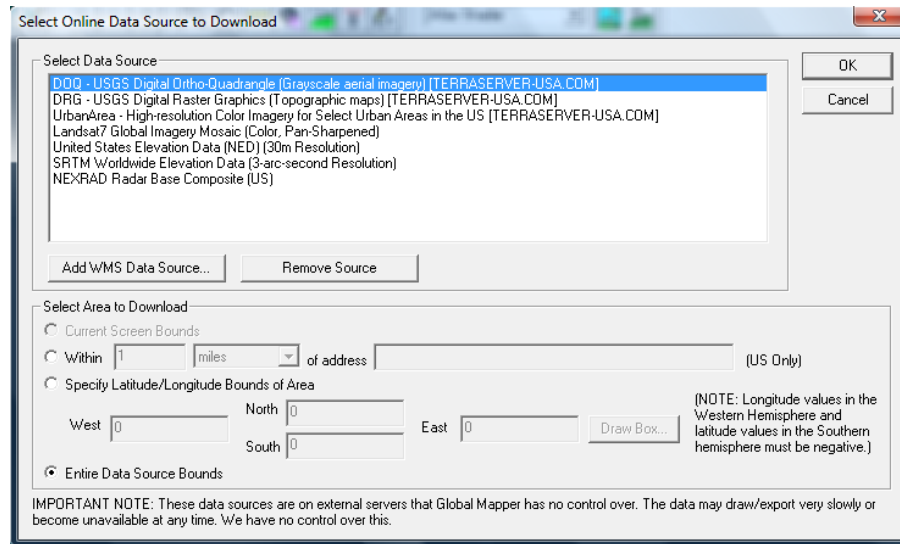 Select Online Data Source to Download
Select Data Source
DOQ - USGS Digital Ortho-Quadrangle (Grayscale aerial imagery) [TERRASERVER-USA.COM]
DRG - USGS Digital Raster Graphics (Topographic maps) [TERRASERVER-USA.COM]
UrbanArea - High-resolution Color Imagery for Select Urban Areas in the US [TERRASERVER-USA.COM]
Landsat7 Global Imagery Mosaic (Color, Pan-Sharpened)
United States Elevation Data (NED) (30m Resolution)
SRTM Worldwide Elevation Data (3-arc-second Resolution)
NEXRAD Radar Base Composite (US)
OK
Cancel
Add WMS Data Source...
Remove Source
Select Area to Download
Current Screen Bounds
Within 1 miles of address (US Only)
Specify Latitude/Longitude Bounds of Area
North 0
West 0
East 0
Draw Box...
South 0
(NOTE: Longitude values in the
Western Hemisphere and
latitude values in the Southern
hemisphere must be negative.)
Entire Data Source Bounds
IMPORTANT NOTE: These data sources are on external servers that Global Mapper has no control over. The data may draw/export very slowly or
become unavailable at any time. We have no control over this.